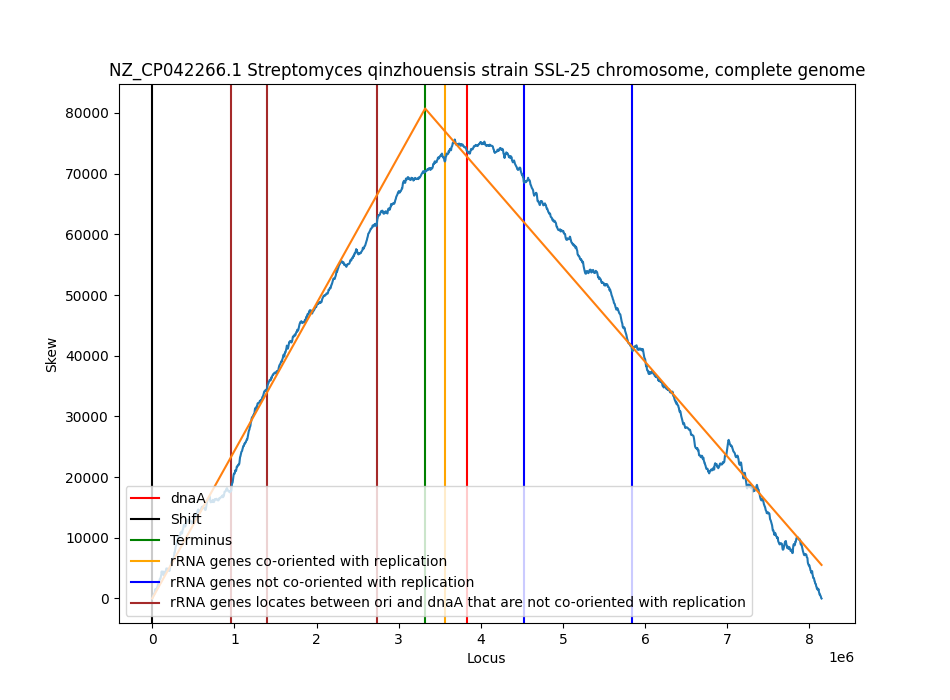 NZ_CP042266.1 Streptomyces qinzhouensis strain SSL-25 chromosome, complete genome
80000
70000
60000
50000
40000
30000
20000
10000
0
Skew
dnaA
Shift
Terminus
rRNA genes co-oriented with replication
rRNA genes not co-oriented with replication
rRNA genes locates between ori and dnaA that are not co-oriented with replication
0 1 2 3 4 5 6 7 8
Locus
1e6